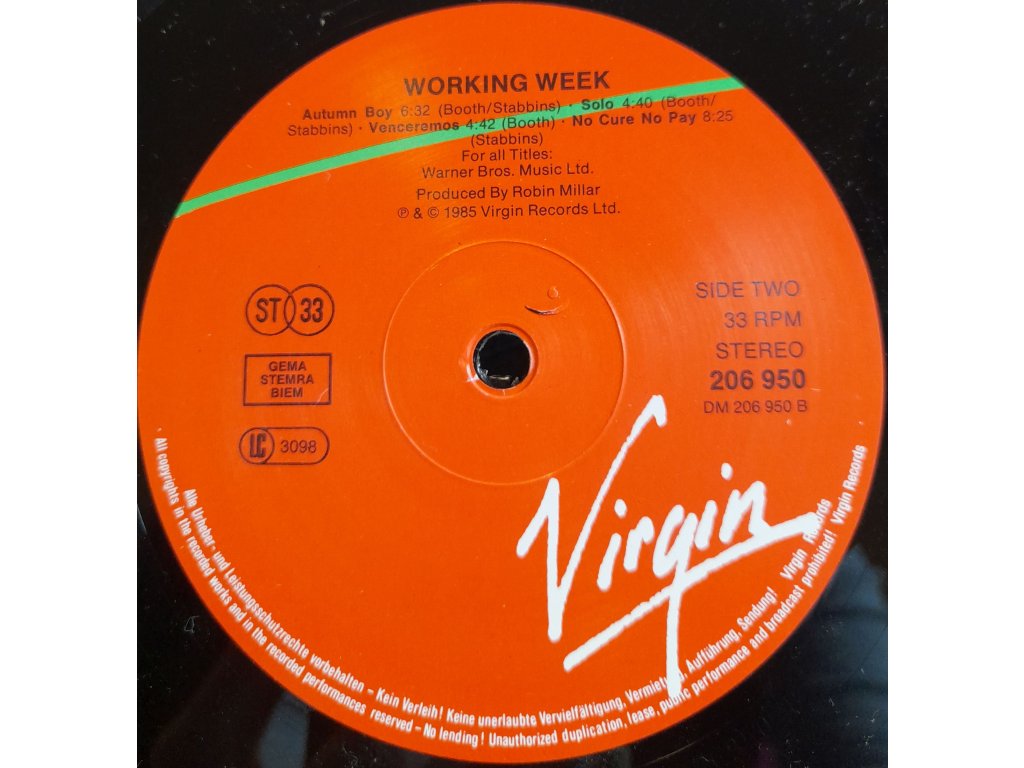 WORKING WEEK
Autumn Boy 6:32 (Booth/Stabbins) · Solo 4:40 (Booth/
Stabbins) · Venceremos 4:42 (Booth) · No Cure No Pay 8:25
(Stabbins)
For all Titles:
Warner Bros. Music Ltd.
Produced By Robin Millar
℗ & © 1985 Virgin Records Ltd.
ST 33
GEMA
STEMRA
BIEM
LC 3098
SIDE TWO
33 RPM
STEREO
206 950
DM 206 950 B
Virgin
Alle Urheber- und Leistungsschutzrechte vorbehalten – Kein Verleih! Keine unerlaubte Vervielfältigung, Vermietung, Aufführung, Sendung! Virgin Records
All copyrights in the recorded works and in the recorded performances reserved – No lending! Unauthorized duplication, lease, public performance and broadcast prohibited! Virgin Records